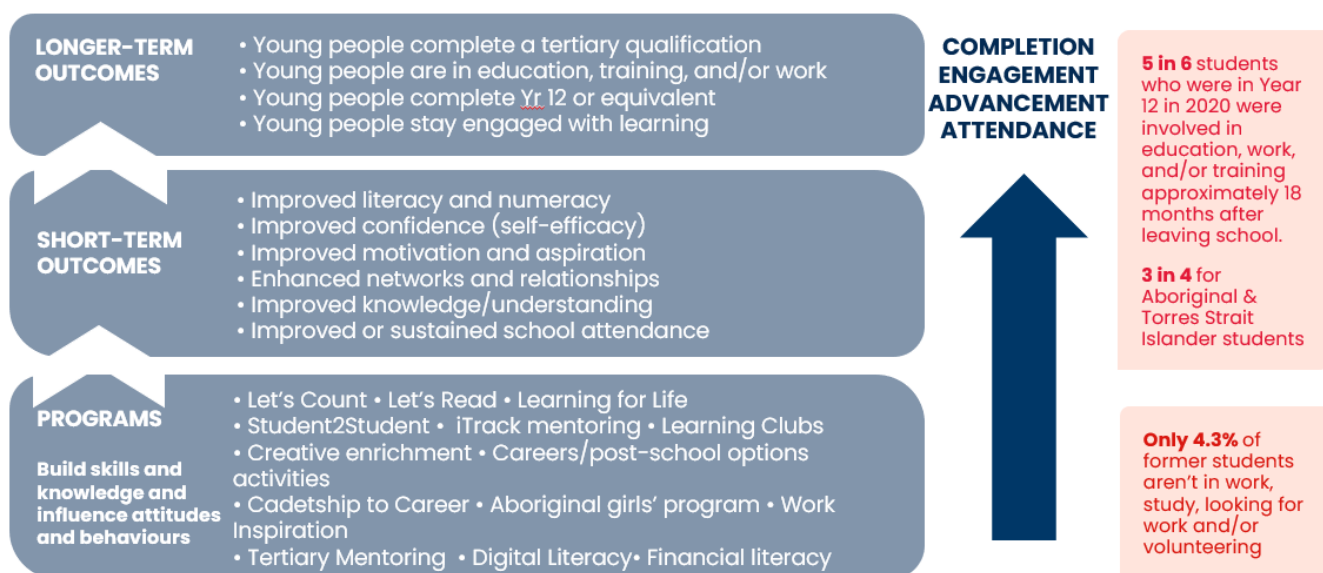 LONGER-TERM
OUTCOMES
• Young people complete a tertiary qualification
• Young people are in education, training, and/or work
• Young people complete Yr 12 or equivalent
• Young people stay engaged with learning
SHORT-TERM
OUTCOMES
• Improved literacy and numeracy
• Improved confidence (self-efficacy)
• Improved motivation and aspiration
• Enhanced networks and relationships
• Improved knowledge/understanding
• Improved or sustained school attendance
PROGRAMS
Build skills and
knowledge and
influence attitudes
and behaviours
• Let's Count • Let's Read • Learning for Life
• Student2Student • iTrack mentoring • Learning Clubs
• Creative enrichment • Careers/post-school options
activities
• Cadetship to Career • Aboriginal girls' program • Work
Inspiration
• Tertiary Mentoring • Digital Literacy• Financial literacy
COMPLETION
ENGAGEMENT
ADVANCEMENT
ATTENDANCE
5 in 6 students
who were in Year
12 in 2020 were
involved in
education, work,
and/or training
approximately 18
months after
leaving school.
3 in 4 for
Aboriginal &
Torres Strait
Islander students
Only 4.3% of
former students
aren't in work,
study, looking for
work and/or
volunteering